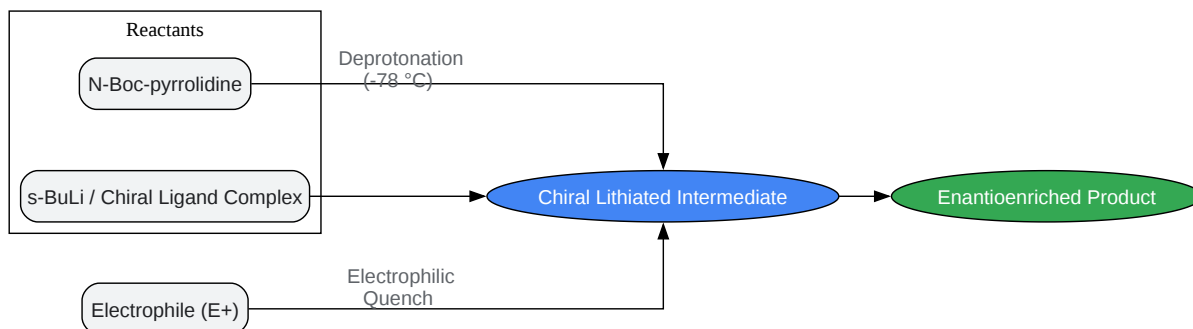 Reactants
N-Boc-pyrrolidine
Deprotonation
(-78 °C)
s-BuLi / Chiral Ligand Complex
Chiral Lithiated Intermediate
Enantioenriched Product
Electrophile (E+)
Electrophilic
Quench